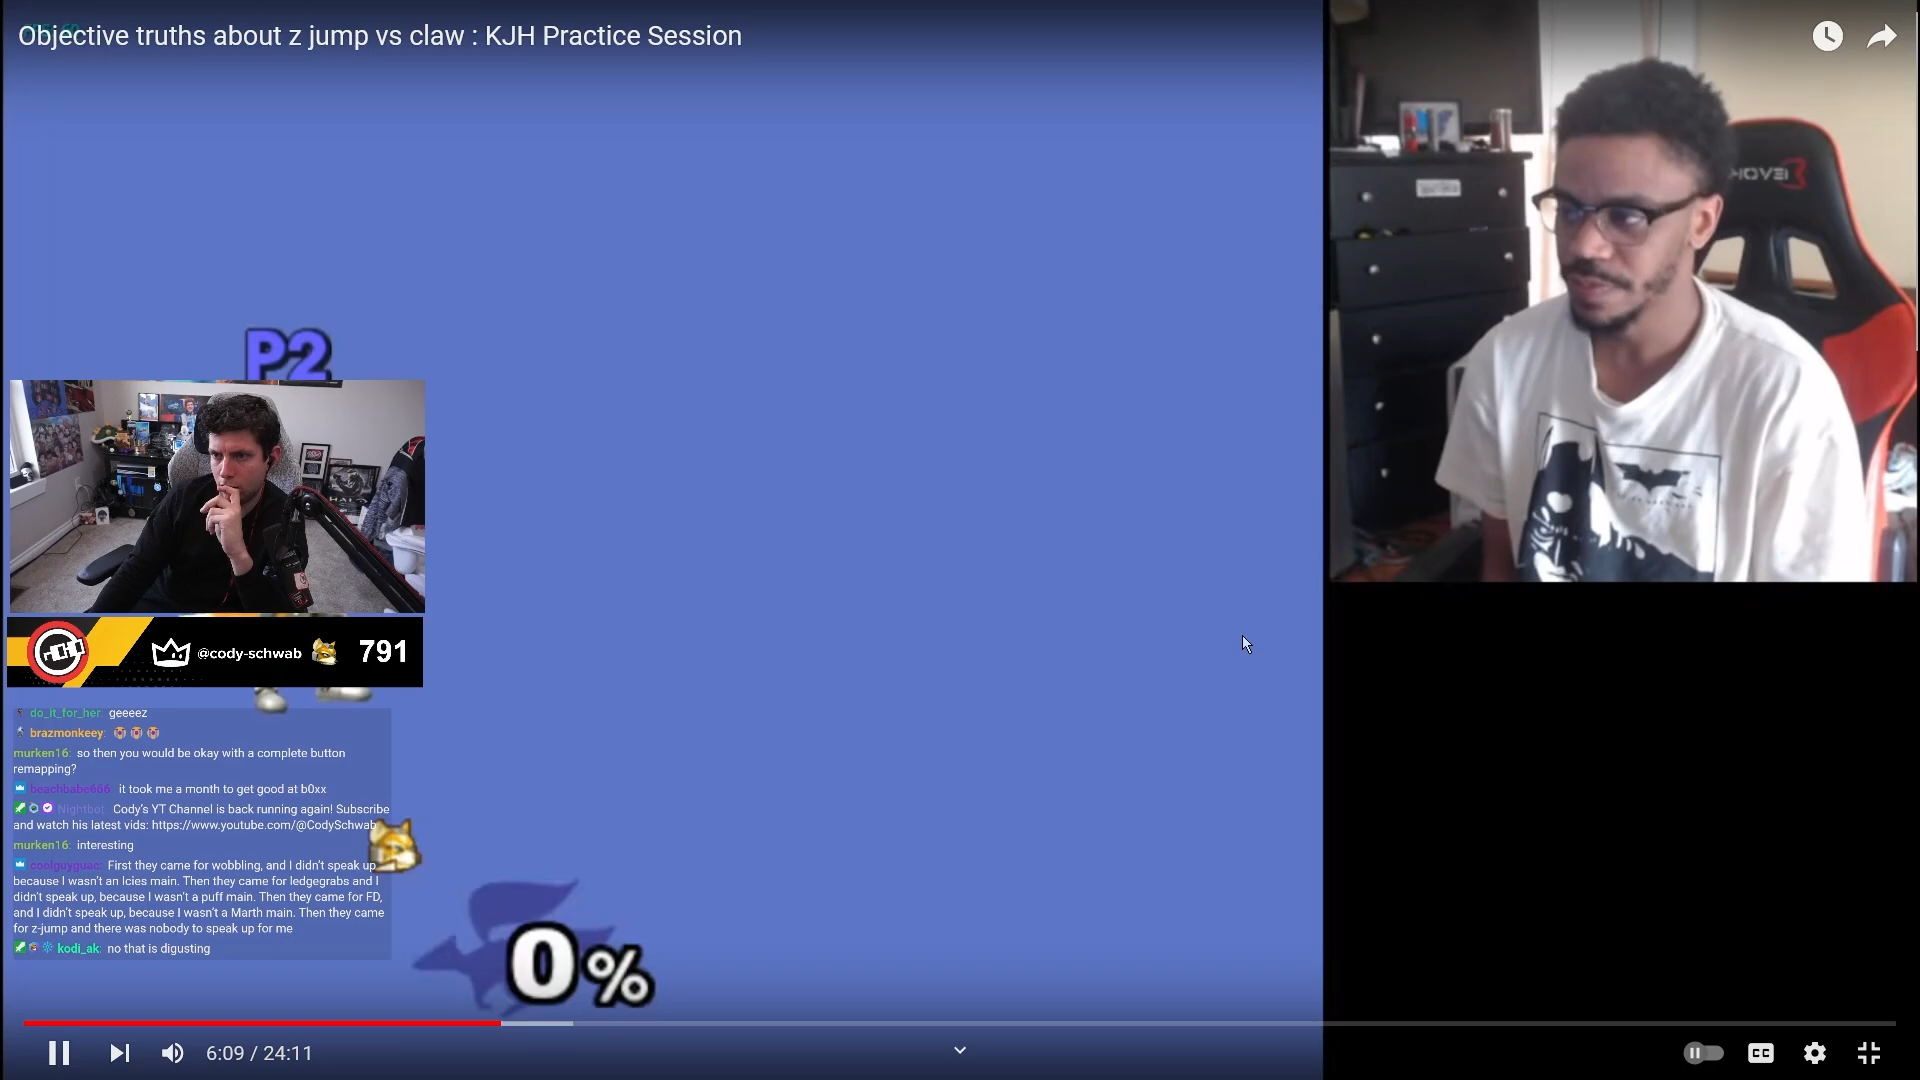 Objective truths about z jump vs claw : KJH Practice Session
P2
HALO
@cody-schwab 791
do_it_for_her: geeeez
brazmonkeey:
murken16: so then you would be okay with a complete button
remapping?
beachbabe666: it took me a month to get good at b0xx
Nightbot: Cody's YT Channel is back running again! Subscribe
and watch his latest vids: https://www.youtube.com/@CodySchwab
murken16: interesting
coolguyguac: First they came for wobbling, and I didn't speak up
because I wasn't an Icies main. Then they came for ledgegrabs and I
didn't speak up, because I wasn't a puff main. Then they came for FD,
and I didn't speak up, because I wasn't a Marth main. Then they came
for z-jump and there was nobody to speak up for me
kodi_ak: no that is digusting
0%
6:09 / 24:11
CC